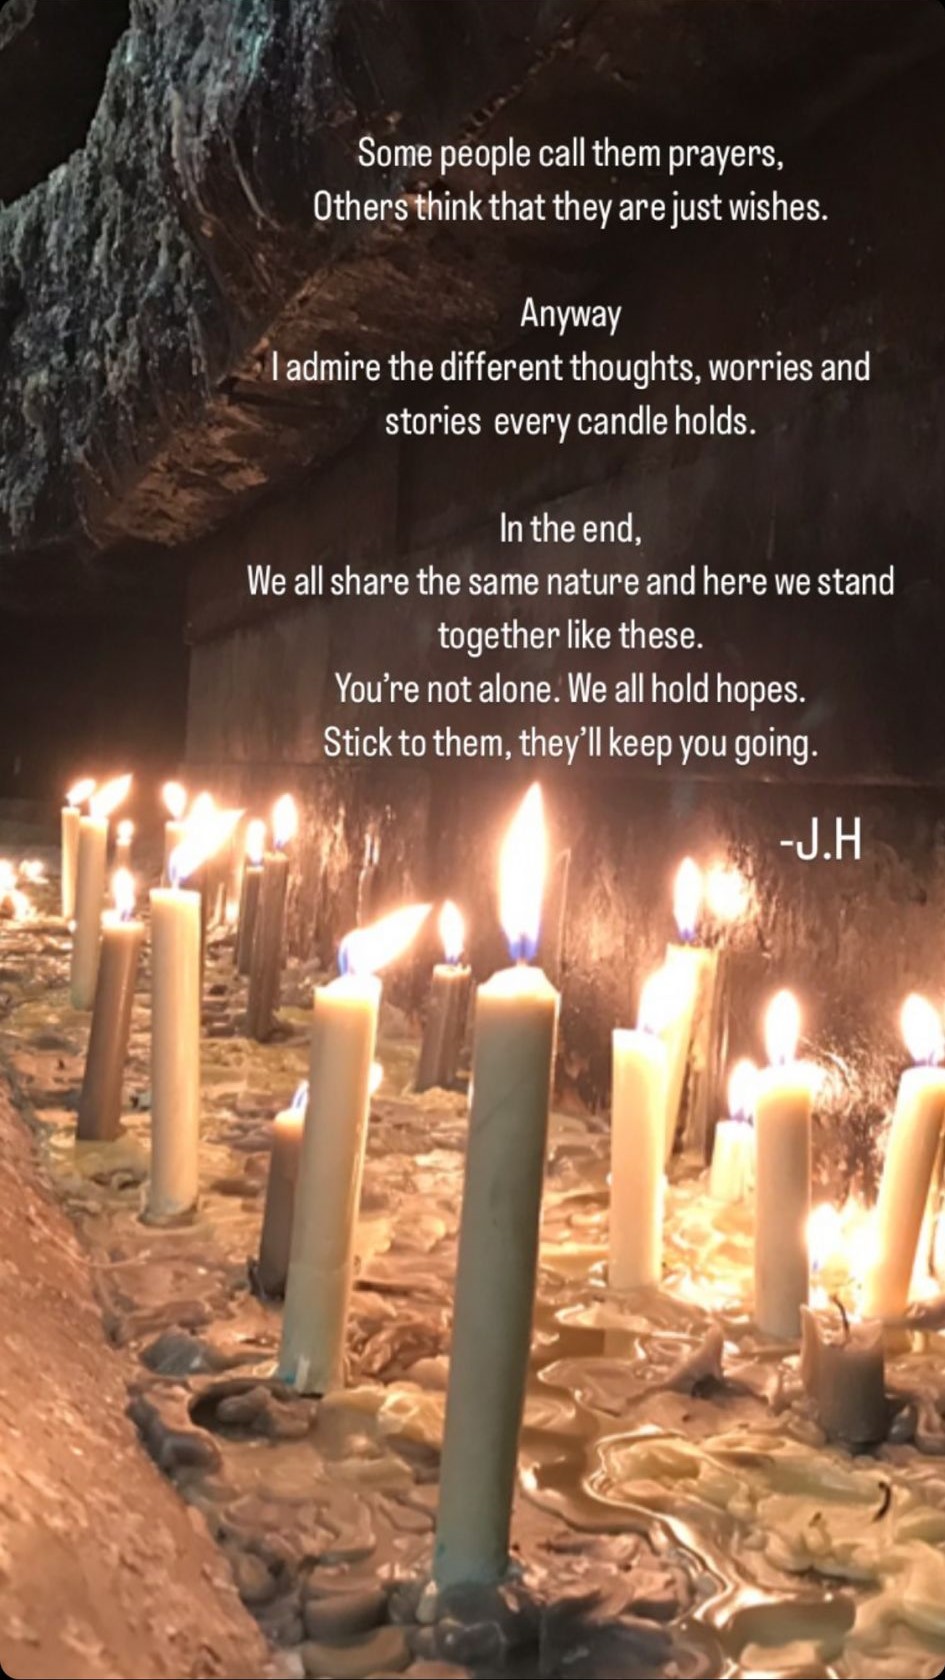 Some people call them prayers,
Others think that they are just wishes.
Anyway
I admire the different thoughts, worries and
stories every candle holds.
In the end,
We all share the same nature and here we stand
together like these.
You’re not alone. We all hold hopes.
Stick to them, they’ll keep you going.
-J.H